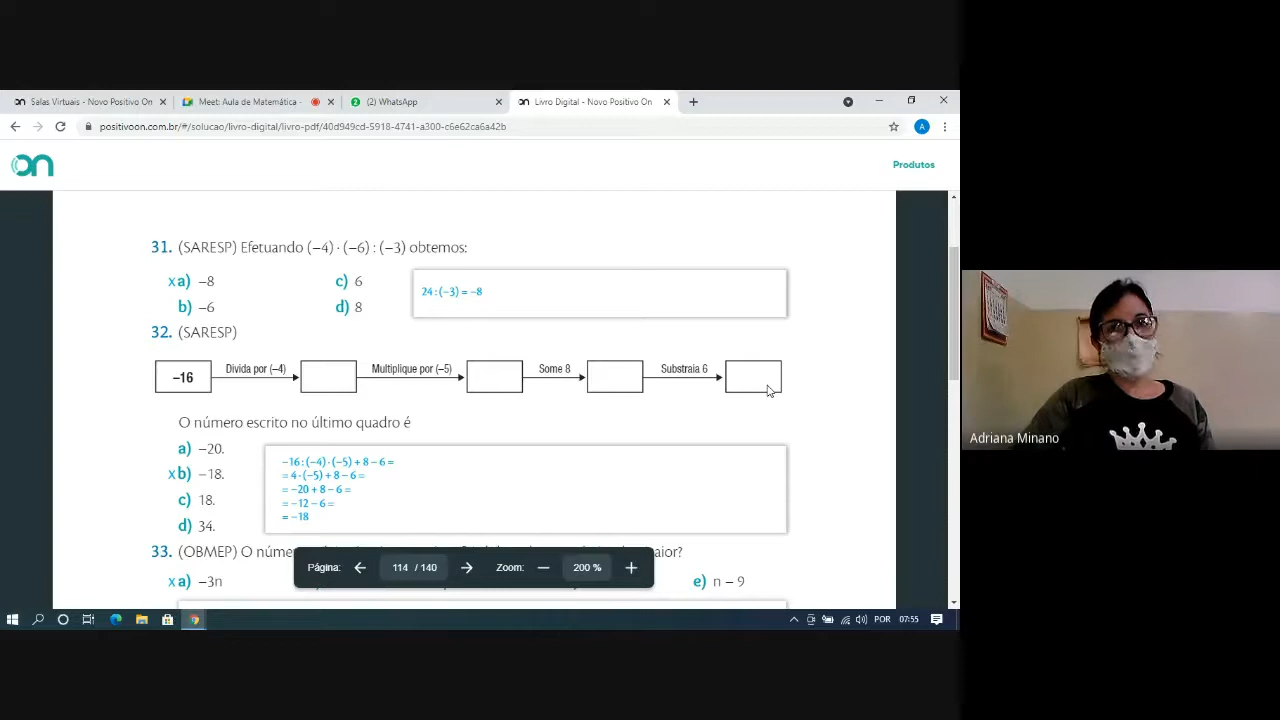 Salas Virtuais - Novo Positivo On
Meet: Aula de Matemática -
(2) WhatsApp
Livro Digital - Novo Positivo On
positivoon.com.br/#/solucao/livro-digital/livro-pdf/40d949cd-5918-4741-a300-c6e62ca6a42b
A
on
Produtos
31. (SARESP) Efetuando (−4) · (−6) : (−3) obtemos:
xa) −8
c) 6
b) −6
d) 8
24 : (−3) = −8
32. (SARESP)
−16
Divida por (−4)
Multiplique por (−5)
Some 8
Substraia 6
O número escrito no último quadro é
a) −20.
xb) −18.
c) 18.
d) 34.
−16 : (−4) · (−5) + 8 − 6 =
= 4 · (−5) + 8 − 6 =
= −20 + 8 − 6 =
= −12 − 6 =
= −18
33. (OBMEP) O núme
aior?
xa) −3n
e) n − 9
Página: 114 / 140 Zoom: 200 %
POR 07:55
Adriana Minano